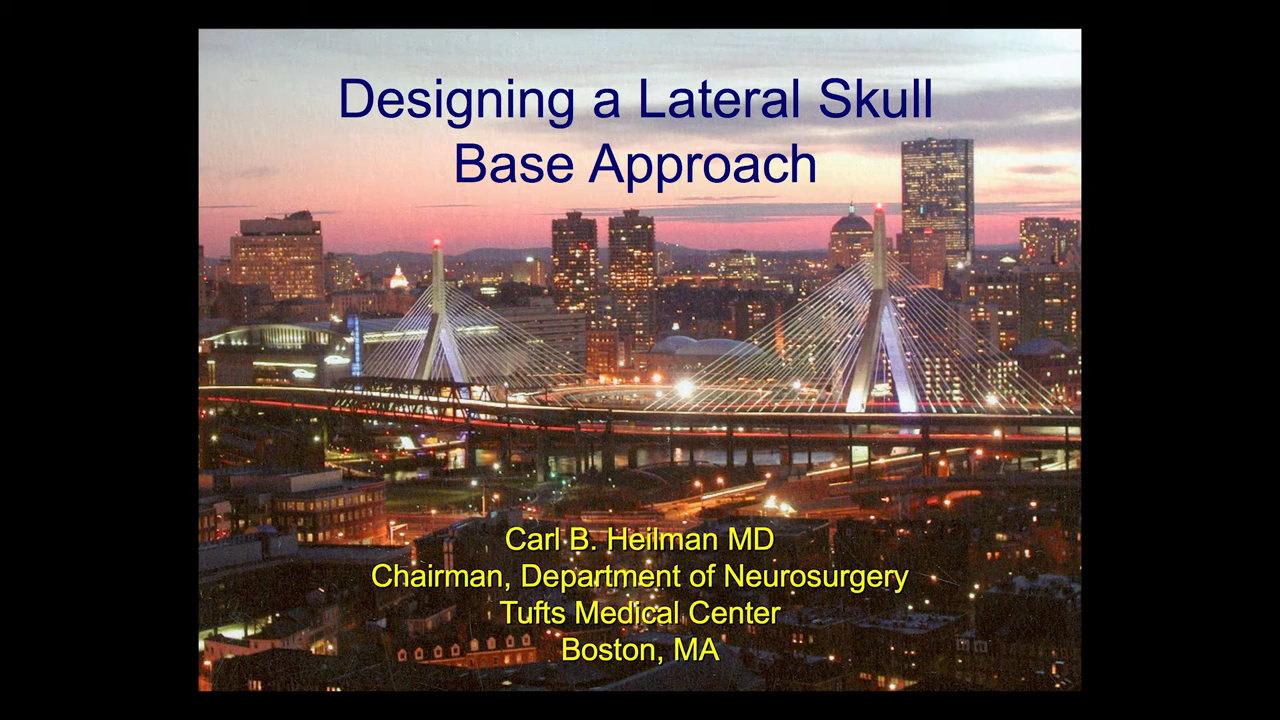 Designing a Lateral Skull
Base Approach
Carl B. Heilman MD
Chairman, Department of Neurosurgery
Tufts Medical Center
Boston, MA